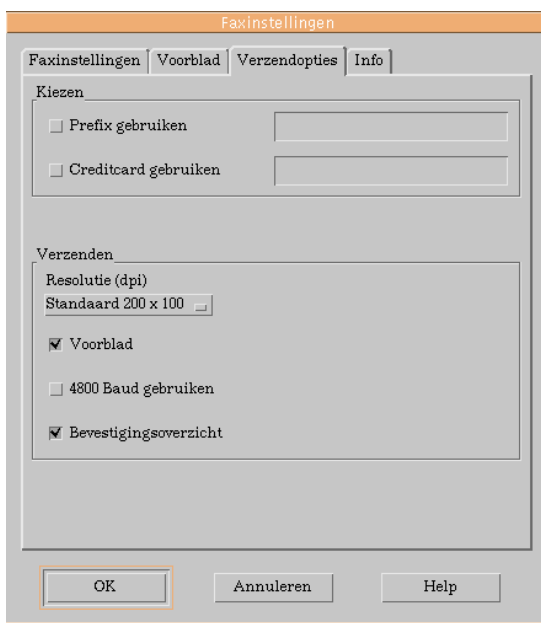 Faxinstellingen
Faxinstellingen Voorblad Verzendopties Info
Kiezen
Prefix gebruiken
Creditcard gebruiken
Verzenden
Resolutie (dpi)
Standaard 200 x 100
Voorblad
4800 Baud gebruiken
Bevestigingsoverzicht
OK Annuleren Help